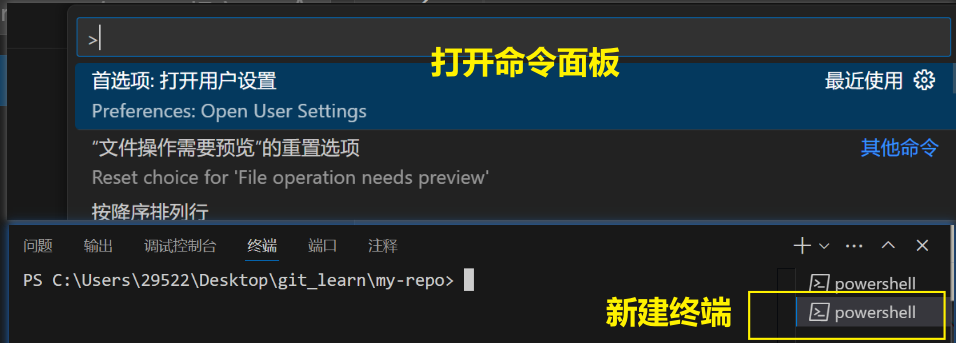 >
打开命令面板
首选项: 打开用户设置
最近使用
Preferences: Open User Settings
“文件操作需要预览”的重置选项
其他命令
Reset choice for 'File operation needs preview'
按降序排列行
问题 输出 调试控制台 终端 端口 注释
PS C:\Users\29522\Desktop\git_learn\my-repo>
powershell
新建终端
powershell